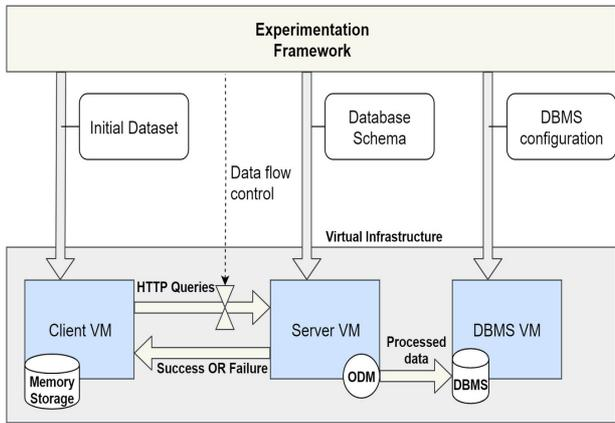 Experimentation
Framework
Initial Dataset
Database
Schema
DBMS
configuration
Data flow
control
Virtual Infrastructure
HTTP Queries
Client VM
Server VM
DBMS VM
Processed
data
Success OR Failure
Memory
Storage
ODM
DBMS